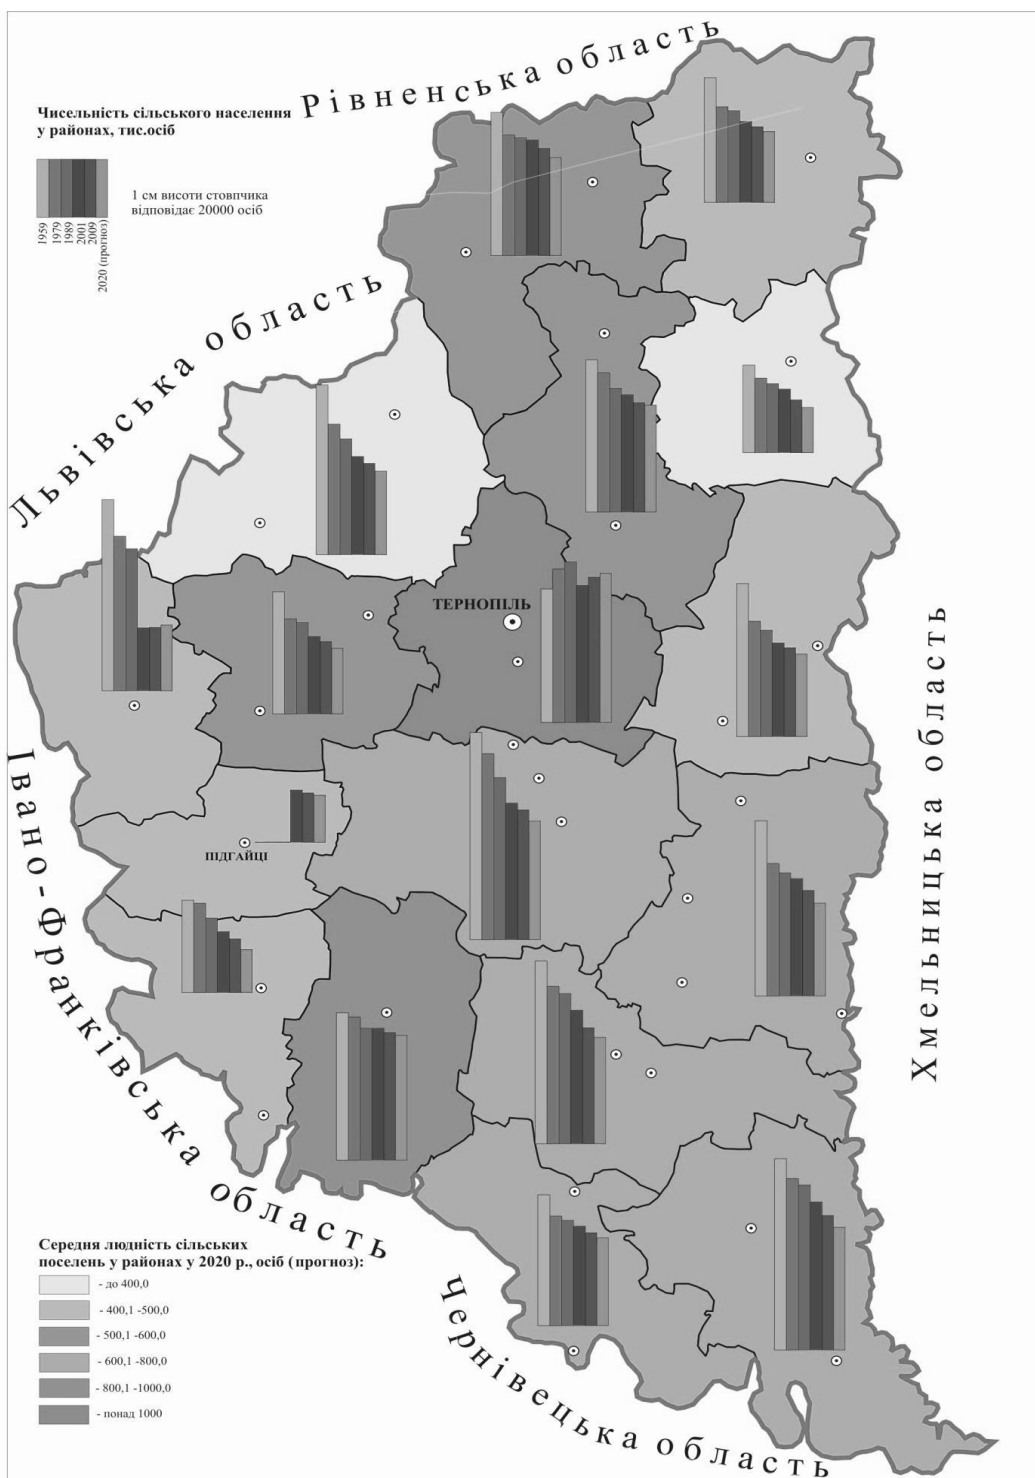 Рівненська область
Чисельність сільського населення
у районах, тис.осіб
1 см висоти стовпчика
відповідає 20000 осіб
1959
1979
1989
2001
2009
2020 (прогноз)
Львівська область
ТЕРНОПІЛЬ
Хмельницька область
ПІДГАЙЦІ
Івано-Франківська область
Середня людність сільських
поселень у районах у 2020 р., осіб (прогноз):
- до 400,0
- 400,1 -500,0
- 500,1 -600,0
- 600,1 -800,0
- 800,1 -1000,0
- понад 1000
Чернівецька область